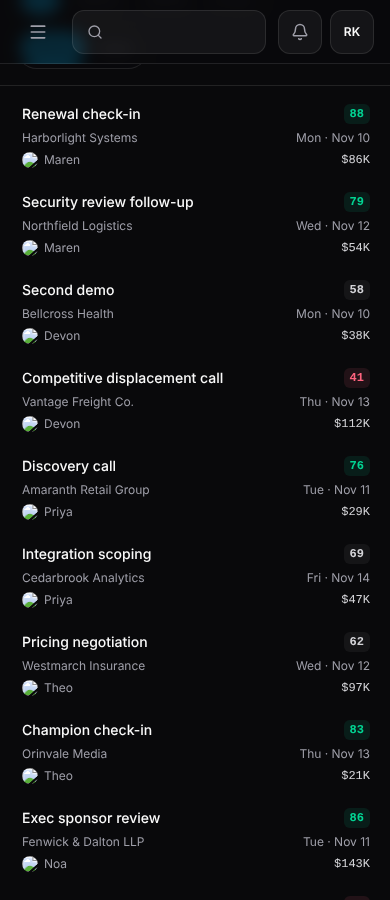 RK
Renewal check-in 88
Harborlight Systems Mon · Nov 10
Maren $86K
Security review follow-up 79
Northfield Logistics Wed · Nov 12
Maren $54K
Second demo 58
Bellcross Health Mon · Nov 10
Devon $38K
Competitive displacement call 41
Vantage Freight Co. Thu · Nov 13
Devon $112K
Discovery call 76
Amaranth Retail Group Tue · Nov 11
Priya $29K
Integration scoping 69
Cedarbrook Analytics Fri · Nov 14
Priya $47K
Pricing negotiation 62
Westmarch Insurance Wed · Nov 12
Theo $97K
Champion check-in 83
Orinvale Media Thu · Nov 13
Theo $21K
Exec sponsor review 86
Fenwick & Dalton LLP Tue · Nov 11
Noa $143K